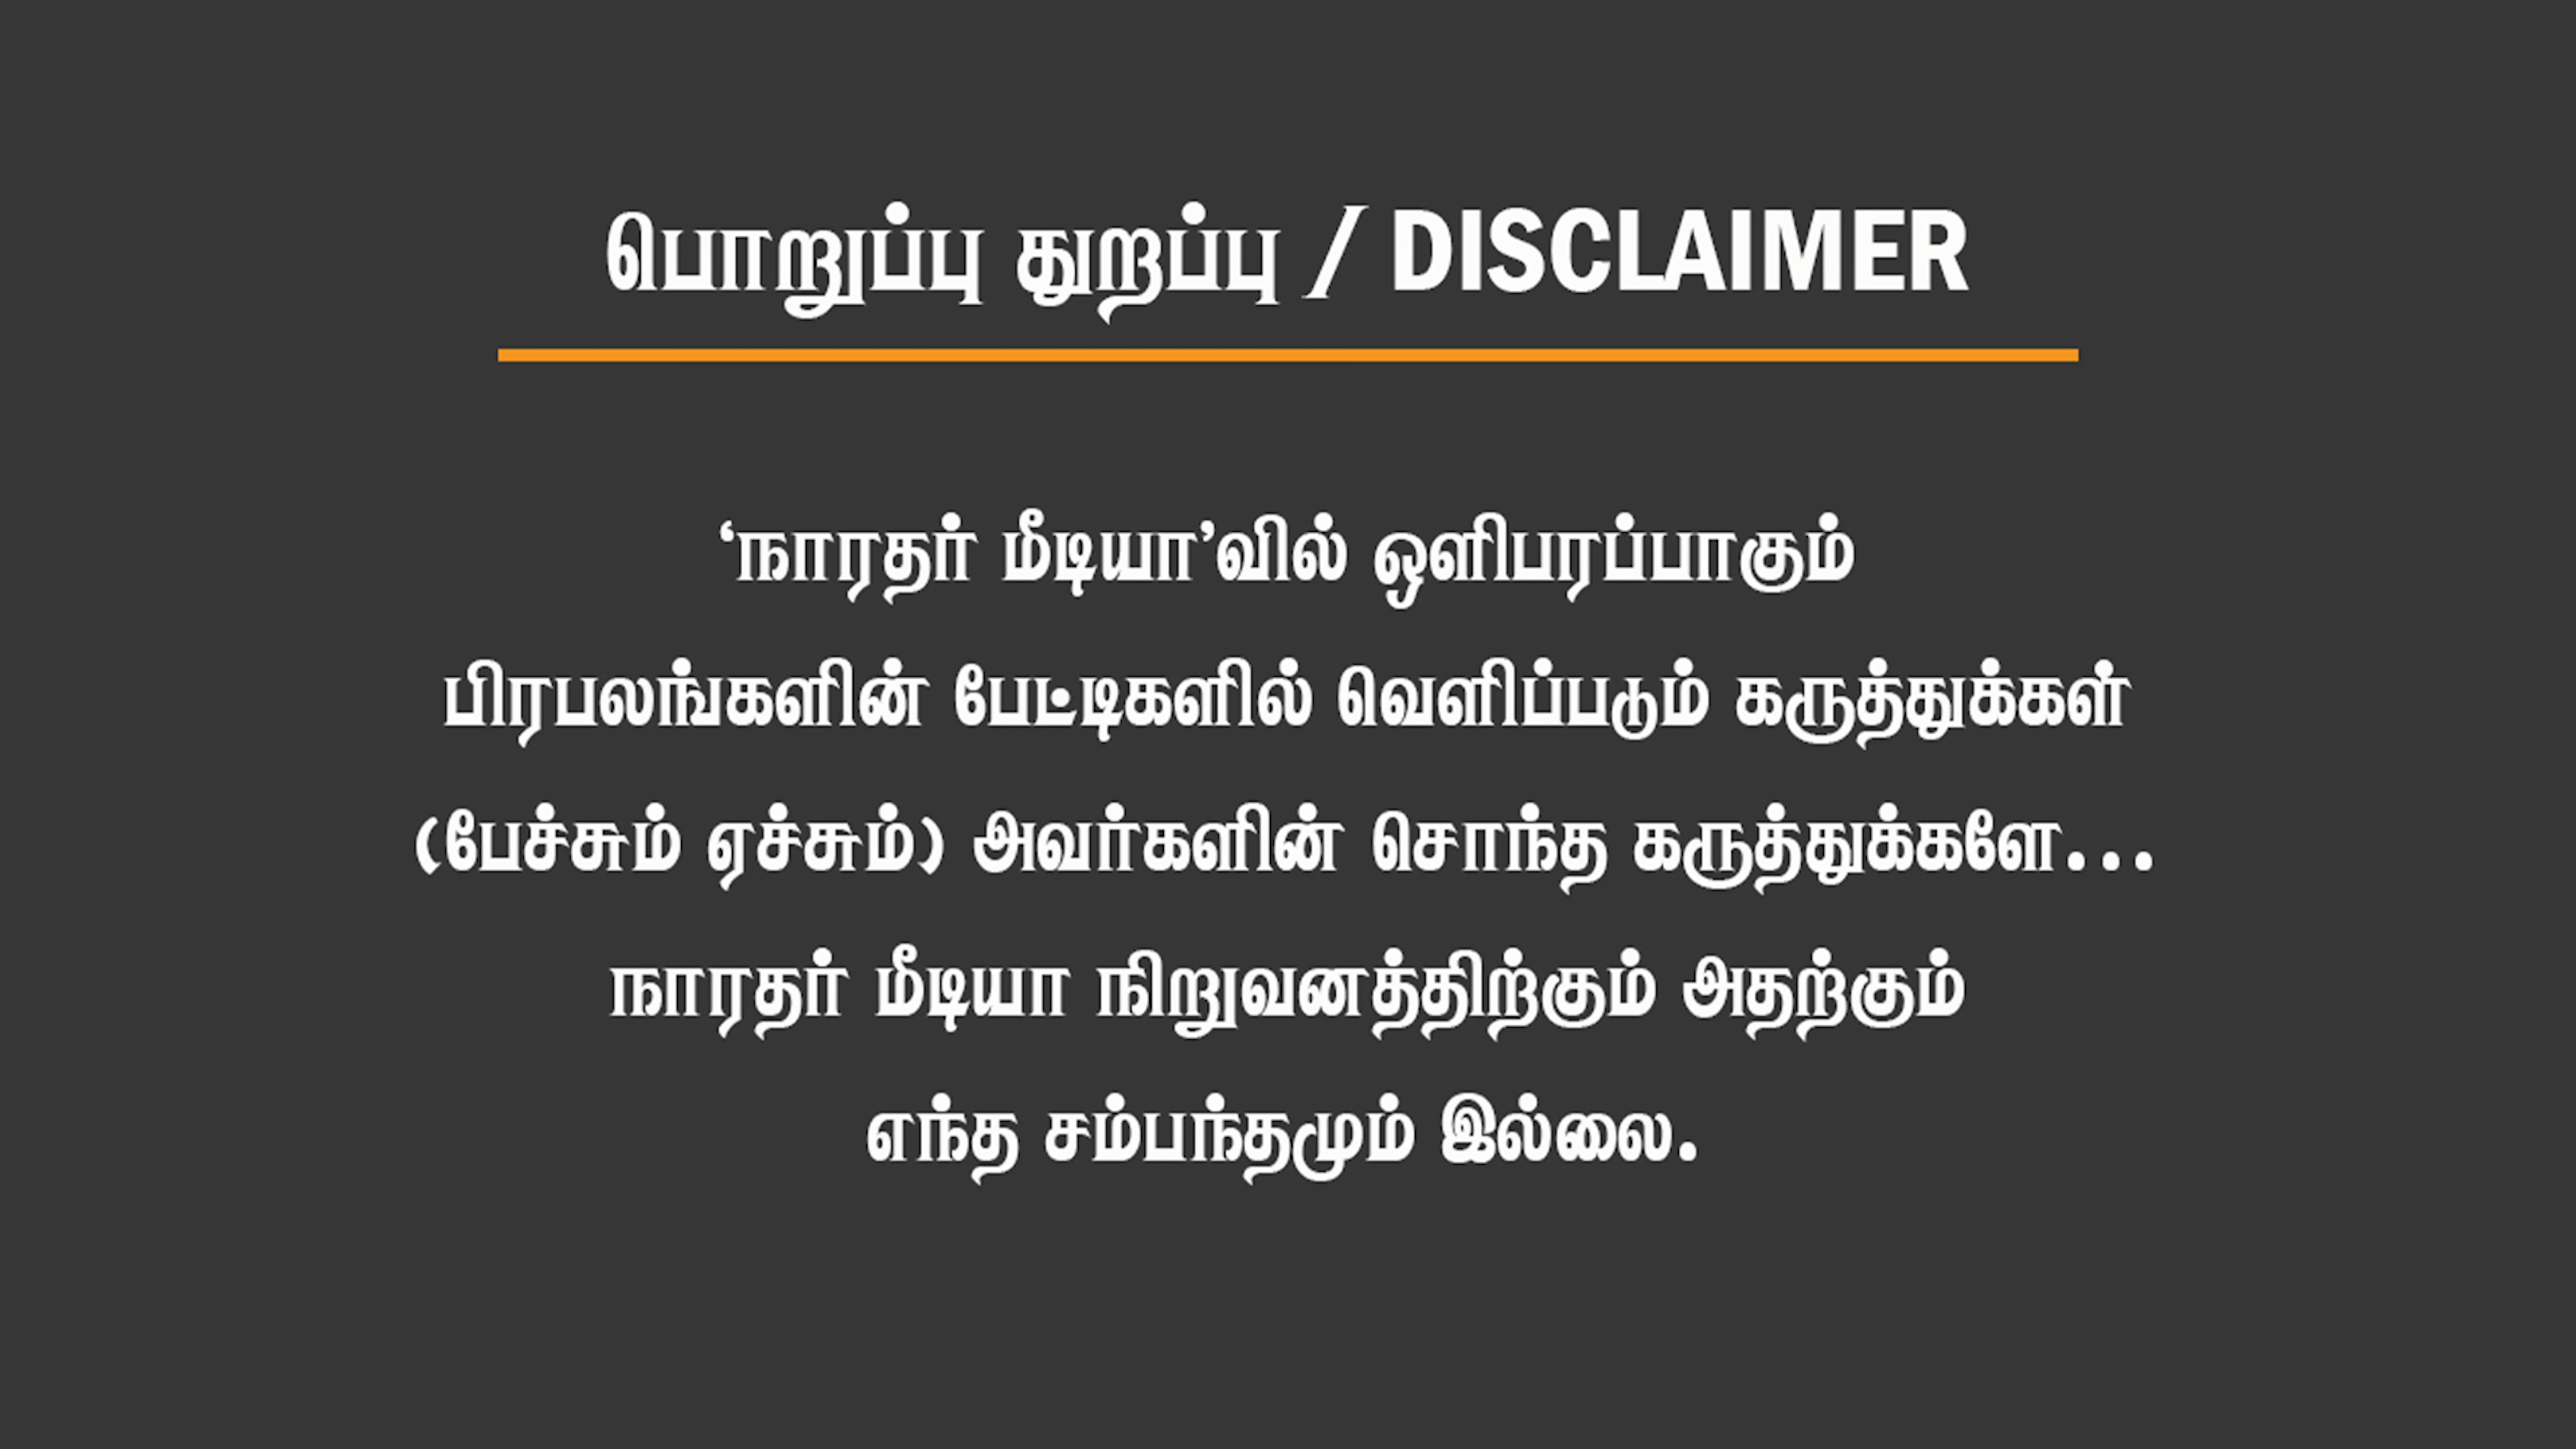 பொறுப்பு துறப்பு / DISCLAIMER
‘நாரதர் மீடியா’வில் ஒளிபரப்பாகும்
பிரபலங்களின் பேட்டிகளில் வெளிப்படும் கருத்துக்கள்
(பேச்சும் ஏச்சும்) அவர்களின் சொந்த கருத்துக்களே...
நாரதர் மீடியா நிறுவனத்திற்கும் அதற்கும்
எந்த சம்பந்தமும் இல்லை.